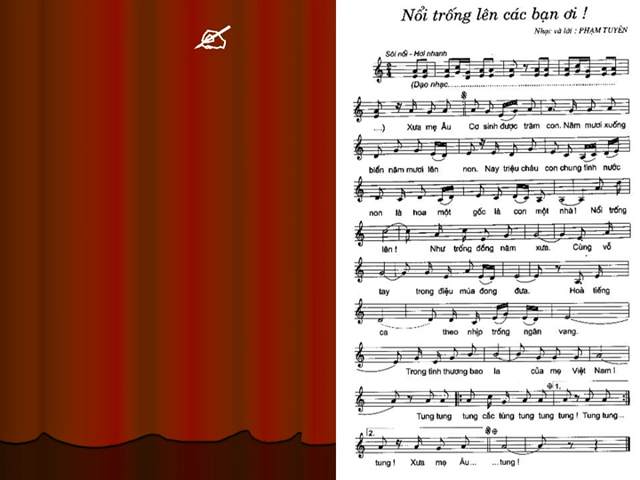 Nổi trống lên các bạn ơi !
Nhạc và lời : PHẠM TUYÊN
Sôi nổi - Hơi nhanh
(Dạo nhạc...
...) Xưa mẹ Âu Cơ sinh được trăm con. Năm mươi xuống
biển năm mươi lên non. Nay triệu cháu con chung tình nước
non là hoa một gốc là con một nhà! Nổi trống
lên ! Như trống đồng năm xưa. Cùng vỗ
tay trong điệu múa đong đưa. Hoà tiếng
ca theo nhịp trống ngân vang.
Trong tình thương bao la của mẹ Việt Nam !
1.
Tung tung tung cắc tùng tung tung tung ! Tung tung...
2.
tung ! Xưa mẹ Âu... ...tung !